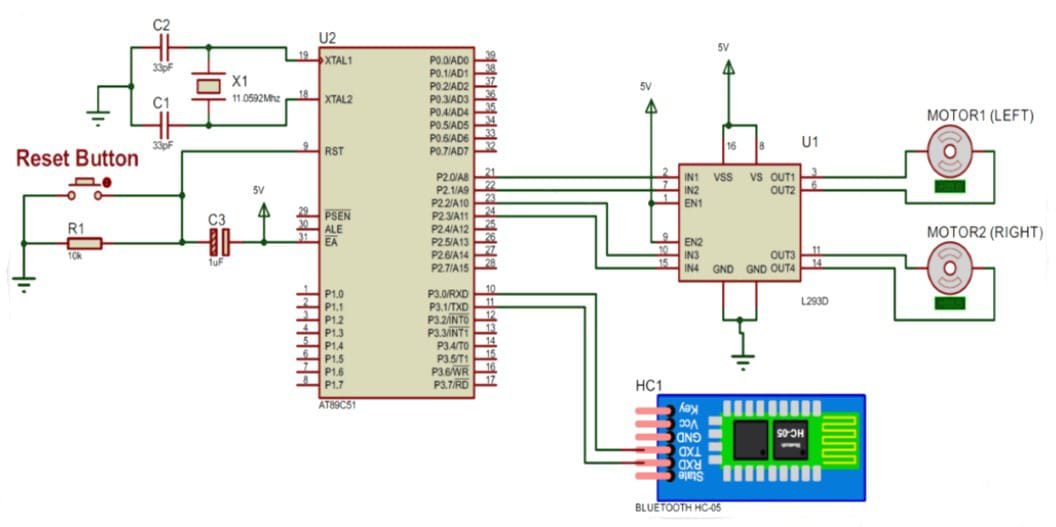 C2
33pF
X1
11.0592Mhz
C1
33pF
Reset Button
R1
10k
C3
1uF
5V
U2
19 XTAL1
18 XTAL2
9 RST
29 PSEN
30 ALE
31 EA
1 P1.0
2 P1.1
3 P1.2
4 P1.3
5 P1.4
6 P1.5
7 P1.6
8 P1.7
P0.0/AD0 39
P0.1/AD1 38
P0.2/AD2 37
P0.3/AD3 36
P0.4/AD4 35
P0.5/AD5 34
P0.6/AD6 33
P0.7/AD7 32
P2.0/A8 21
P2.1/A9 22
P2.2/A10 23
P2.3/A11 24
P2.4/A12 25
P2.5/A13 26
P2.6/A14 27
P2.7/A15 28
P3.0/RXD 10
P3.1/TXD 11
P3.2/INT0 12
P3.3/INT1 13
P3.4/T0 14
P3.5/T1 15
P3.6/WR 16
P3.7/RD 17
AT89C51
5V
5V
U1
16
8
2 IN1
7 IN2
1 EN1
9 EN2
10 IN3
15 IN4
VSS VS
OUT1 3
OUT2 6
OUT3 11
OUT4 14
GND GND
L293D
MOTOR1 (LEFT)
MOTOR2 (RIGHT)
HC1
Key
Vcc
GND
TXD
RXD
State
HC-05
BLUETOOTH HC-05